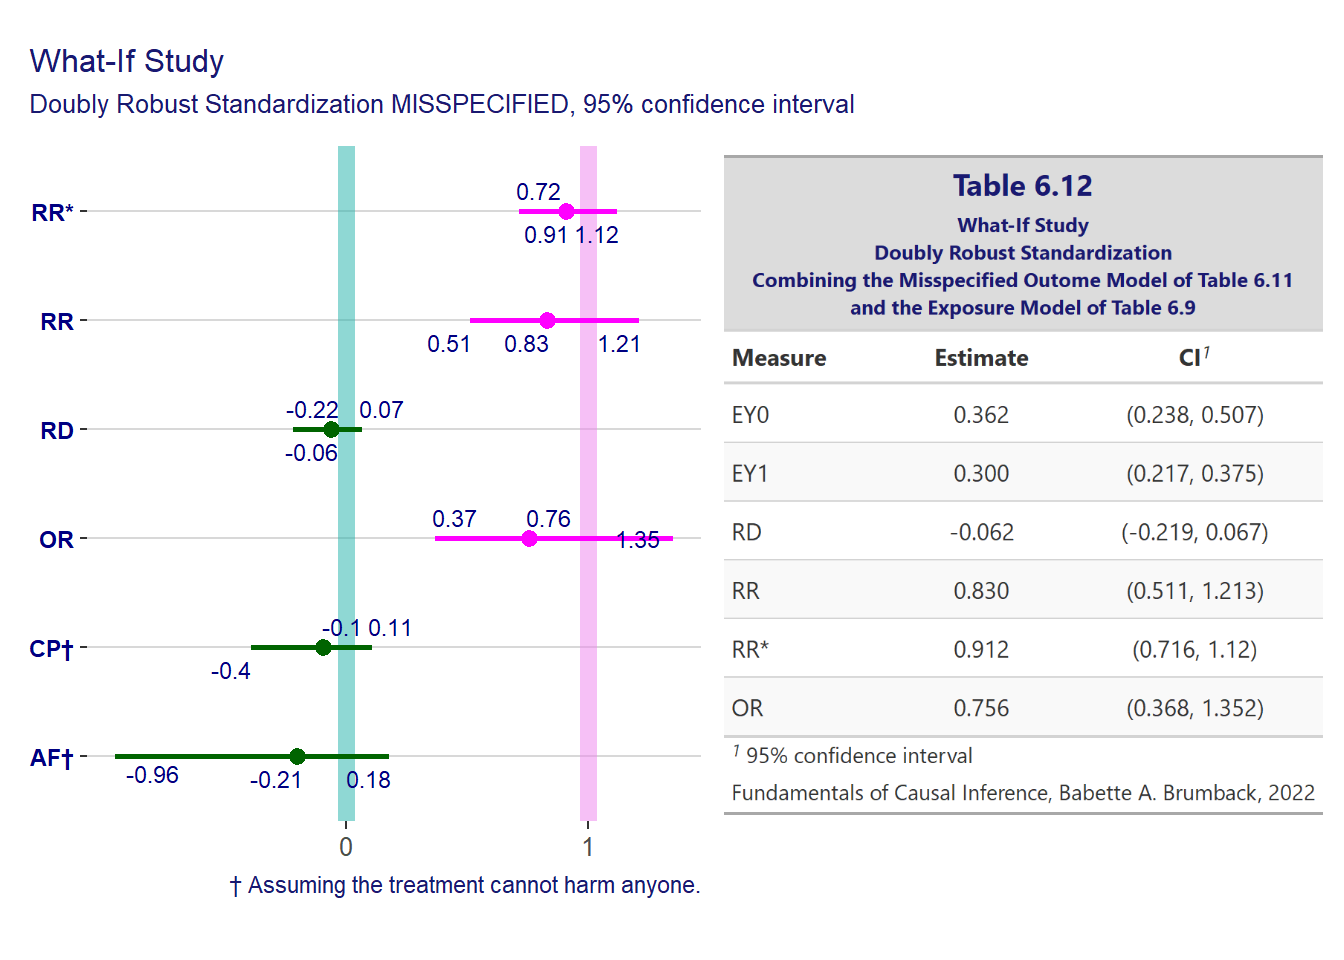 What-If Study
Doubly Robust Standardization MISSPECIFIED, 95% confidence interval
RR*
0.72
0.91 1.12
RR
0.51 0.83 1.21
RD
-0.22 0.07
-0.06
OR
0.37 0.76
1.35
CP†
-0.1 0.11
-0.4
AF†
-0.96 -0.21 0.18
0 1
† Assuming the treatment cannot harm anyone.
Table 6.12
What-If Study
Doubly Robust Standardization
Combining the Misspecified Outome Model of Table 6.11
and the Exposure Model of Table 6.9
Measure Estimate CI1
EY0 0.362 (0.238, 0.507)
EY1 0.300 (0.217, 0.375)
RD -0.062 (-0.219, 0.067)
RR 0.830 (0.511, 1.213)
RR* 0.912 (0.716, 1.12)
OR 0.756 (0.368, 1.352)
1 95% confidence interval
Fundamentals of Causal Inference, Babette A. Brumback, 2022